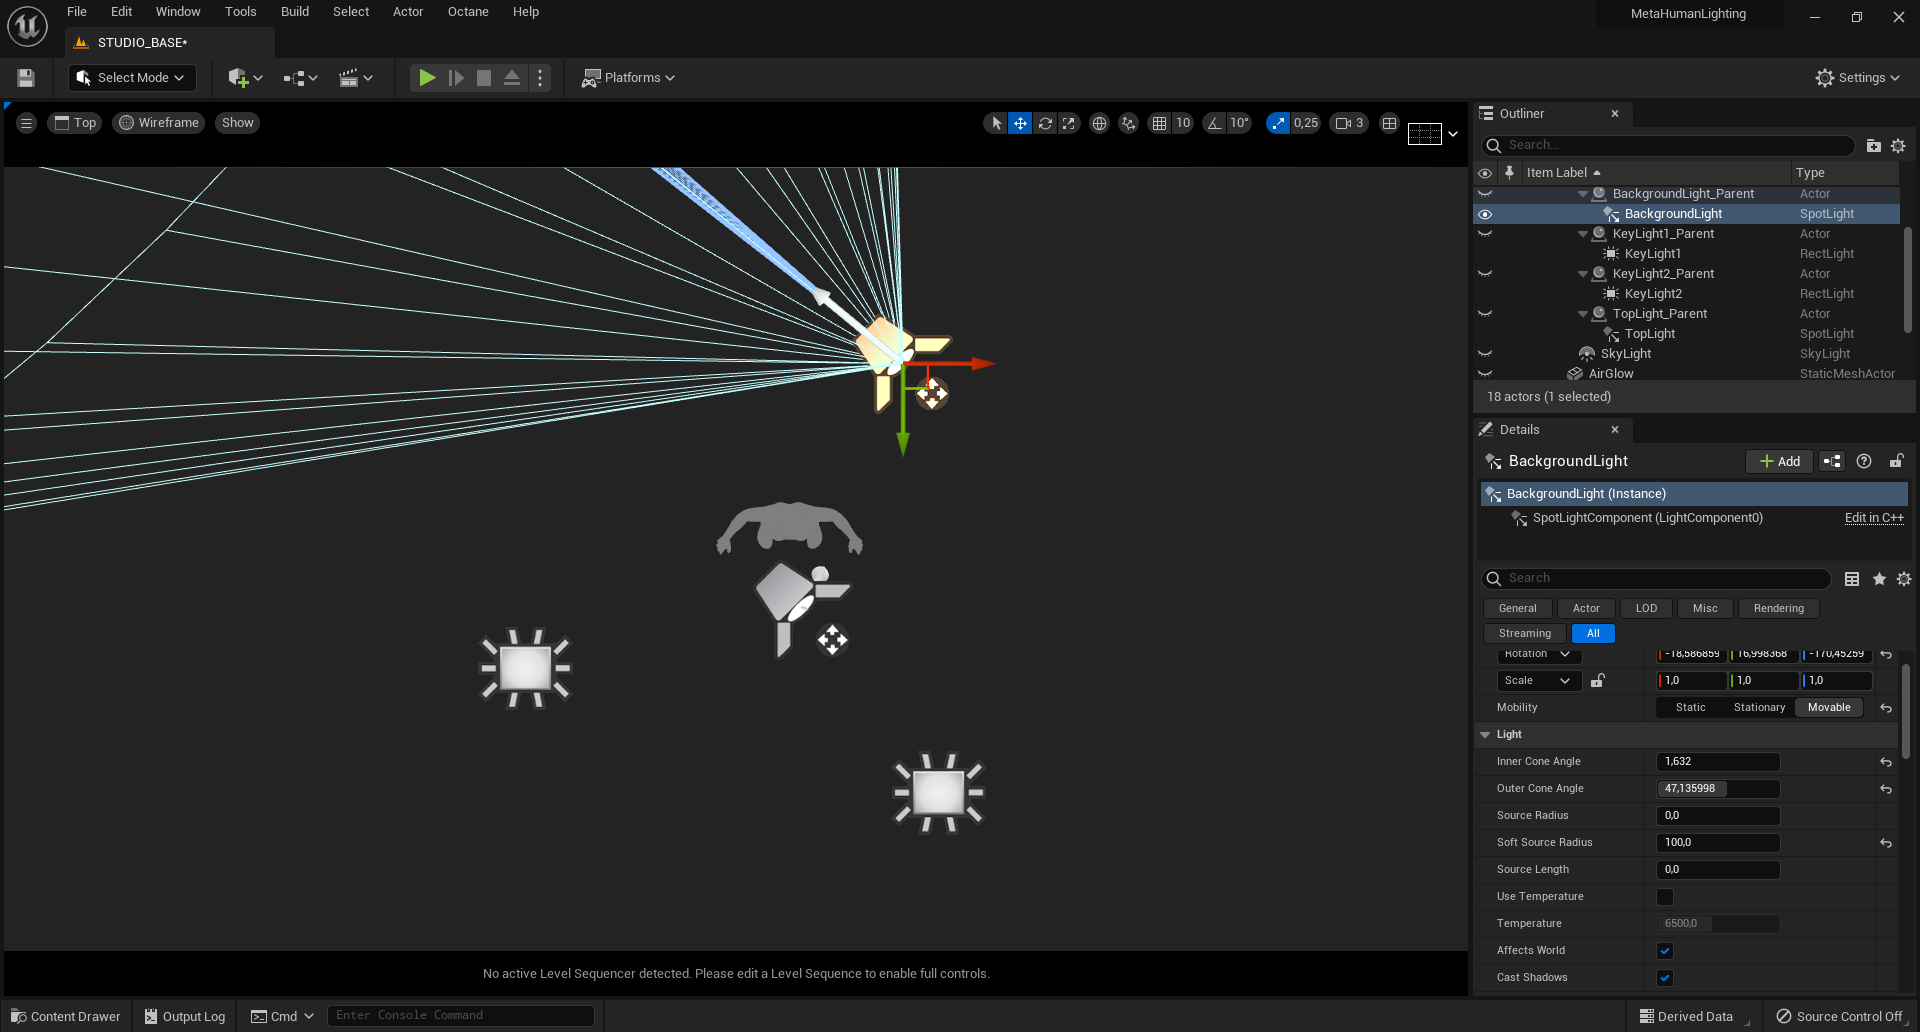 File Edit Window Tools Build Select Actor Octane Help
MetaHumanLighting
STUDIO_BASE*
Select Mode
Platforms
Settings
Top Wireframe Show
10 10° 0,25 3
Outliner
Search...
Item Label Type
BackgroundLight_Parent Actor
BackgroundLight SpotLight
KeyLight1_Parent Actor
KeyLight1 RectLight
KeyLight2_Parent Actor
KeyLight2 RectLight
TopLight_Parent Actor
TopLight SpotLight
SkyLight SkyLight
AirGlow StaticMeshActor
18 actors (1 selected)
Details
BackgroundLight
Add
BackgroundLight (Instance)
SpotLightComponent (LightComponent0) Edit in C++
Search
General Actor LOD Misc Rendering
Streaming All
Rotation -18,586859 16,998368 -170,45259
Scale 1,0 1,0 1,0
Mobility Static Stationary Movable
Light
Inner Cone Angle 1,632
Outer Cone Angle 47,135998
Source Radius 0,0
Soft Source Radius 100,0
Source Length 0,0
Use Temperature
Temperature 6500,0
Affects World
Cast Shadows
No active Level Sequencer detected. Please edit a Level Sequence to enable full controls.
Content Drawer Output Log Cmd Enter Console Command
Derived Data Source Control Off